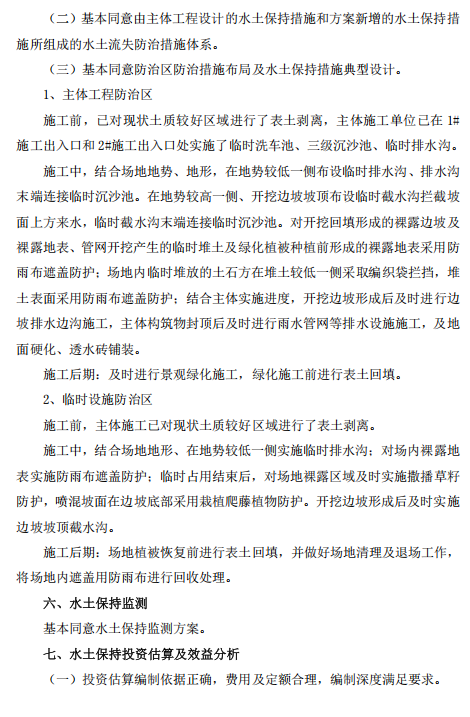 （二）基本同意由主体工程设计的水土保持措施和方案新增的水土保持措
施所组成的水土流失防治措施体系。
（三）基本同意防治区防治措施布局及水土保持措施典型设计。
1、主体工程防治区
施工前，已对现状土质较好区域进行了表土剥离，主体施工单位已在 1#
施工出入口和 2#施工出入口处实施了临时洗车池、三级沉沙池、临时排水沟。
施工中，结合场地地势、地形，在地势较低一侧布设临时排水沟、排水沟
末端连接临时沉沙池。在地势较高一侧、开挖边坡坡顶布设临时截水沟拦截坡
面上方来水，临时截水沟末端连接临时沉沙池。对开挖回填形成的裸露边坡及
裸露地表、管网开挖产生的临时堆土及绿化植被种植前形成的裸露地表采用防
雨布遮盖防护；场地内临时堆放的土石方在堆土较低一侧采取编织袋拦挡，堆
土表面采用防雨布遮盖防护；结合主体实施进度，开挖边坡形成后及时进行边
坡排水边沟施工，主体构筑物封顶后及时进行雨水管网等排水设施施工，及地
面硬化、透水砖铺装。
施工后期：及时进行景观绿化施工，绿化施工前进行表土回填。
2、临时设施防治区
施工前，主体施工已对现状土质较好区域进行了表土剥离。
施工中，结合场地地形、在地势较低一侧实施临时排水沟；对场内裸露地
表实施防雨布遮盖防护；临时占用结束后，对场地裸露区域及时实施撒播草籽
防护，喷混坡面在边坡底部采用栽植爬藤植物防护。开挖边坡形成后及时实施
边坡坡顶截水沟。
施工后期：场地植被恢复前进行表土回填，并做好场地清理及退场工作，
将场地内遮盖用防雨布进行回收处理。
六、水土保持监测
基本同意水土保持监测方案。
七、水土保持投资估算及效益分析
（一）投资估算编制依据正确，费用及定额合理，编制深度满足要求。